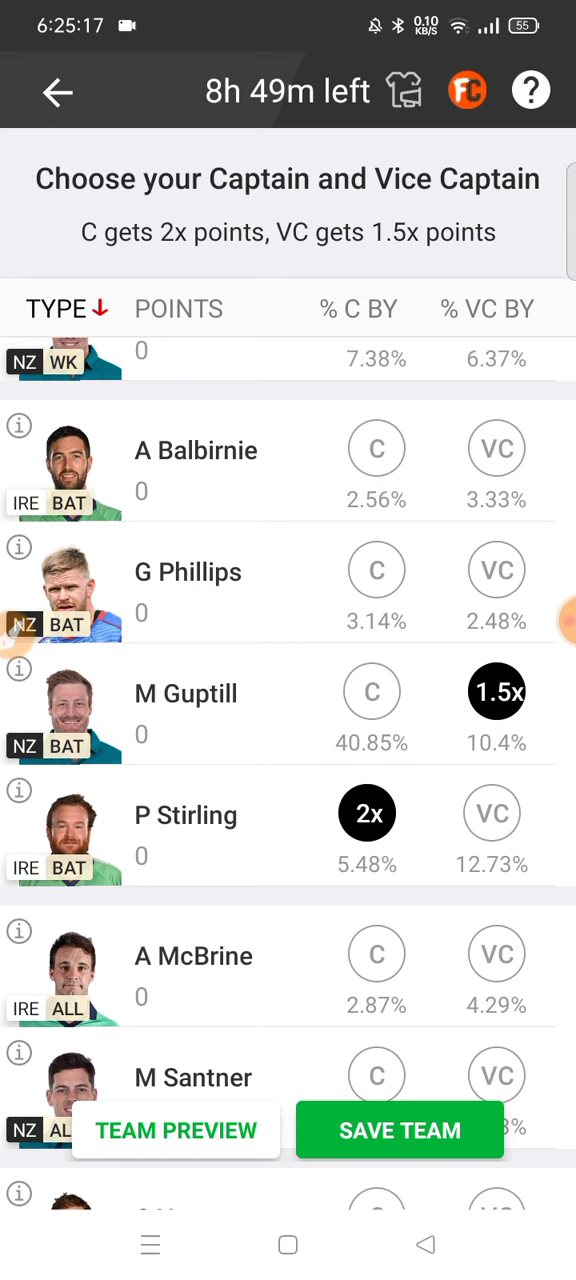 6:25:17 0.10 KB/S 55
8h 49m left FC ?
Choose your Captain and Vice Captain
C gets 2x points, VC gets 1.5x points
TYPE POINTS % C BY % VC BY
NZ WK 0 7.38% 6.37%
A Balbirnie C VC
IRE BAT 0 2.56% 3.33%
G Phillips C VC
NZ BAT 0 3.14% 2.48%
M Guptill C 1.5x
NZ BAT 0 40.85% 10.4%
P Stirling 2x VC
IRE BAT 0 5.48% 12.73%
A McBrine C VC
IRE ALL 0 2.87% 4.29%
M Santner C VC
NZ AL
TEAM PREVIEW SAVE TEAM